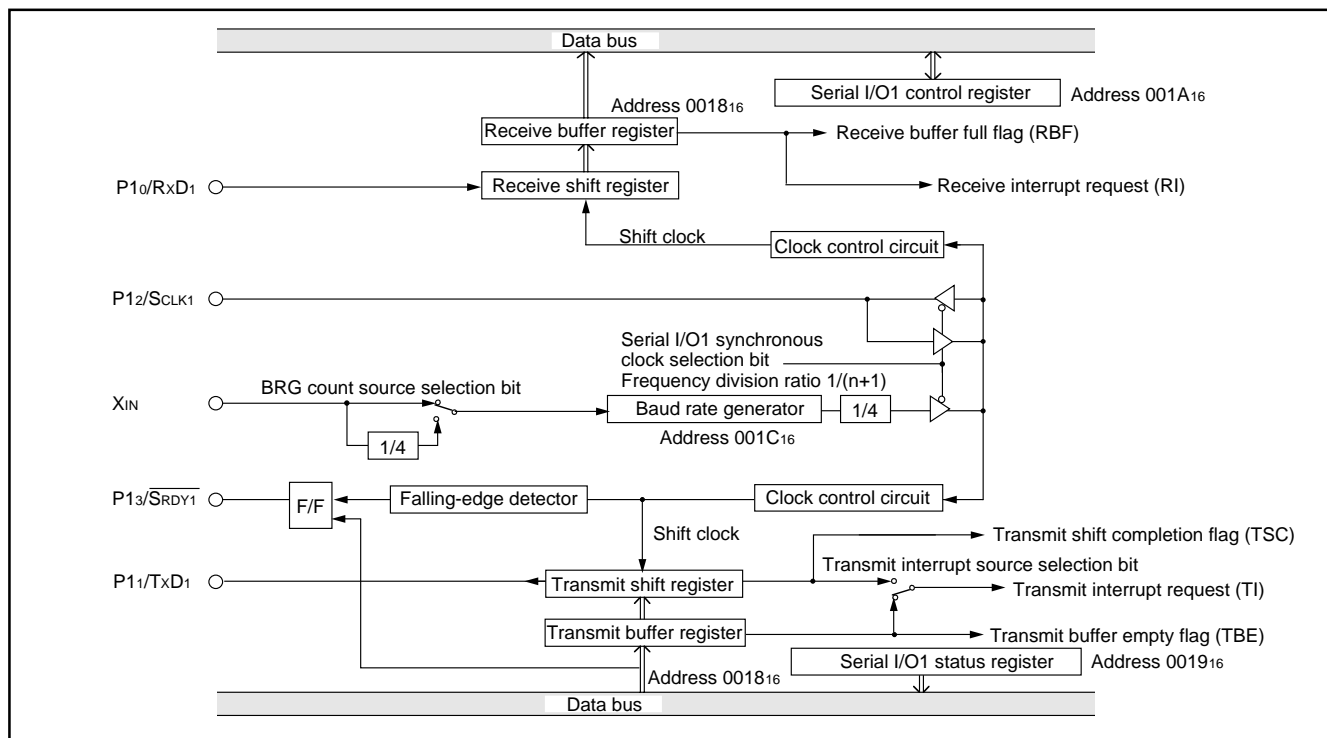 Data bus
Serial I/O1 control register
Address 001A16
Address 001816
Receive buffer register
Receive buffer full flag (RBF)
P10/RXD1
Receive shift register
Receive interrupt request (RI)
Shift clock
Clock control circuit
P12/SCLK1
Serial I/O1 synchronous
clock selection bit
BRG count source selection bit
Frequency division ratio 1/(n+1)
XIN
Baud rate generator
1/4
1/4
Address 001C16
P13/SRDY1
F/F
Falling-edge detector
Clock control circuit
Shift clock
Transmit shift completion flag (TSC)
Transmit interrupt source selection bit
P11/TXD1
Transmit shift register
Transmit interrupt request (TI)
Transmit buffer register
Transmit buffer empty flag (TBE)
Address 001816
Serial I/O1 status register
Address 001916
Data bus